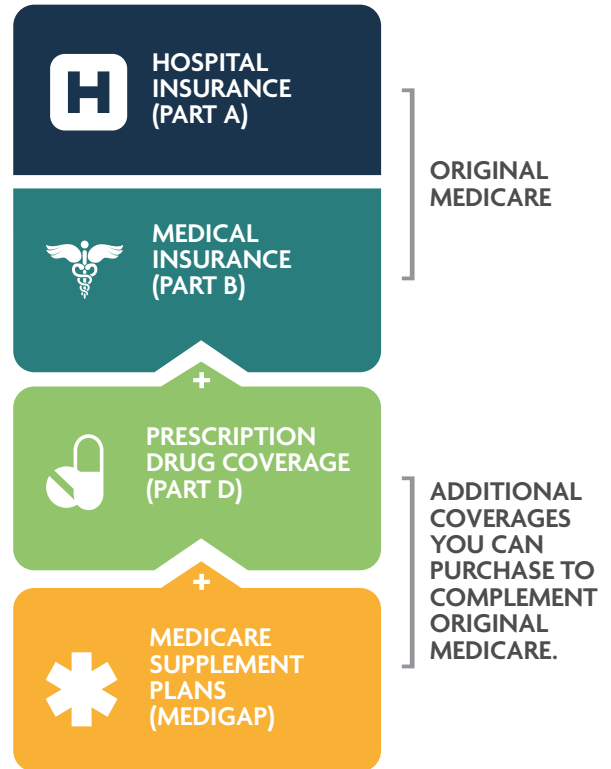 H
HOSPITAL
INSURANCE
(PART A)
ORIGINAL
MEDICARE
MEDICAL
INSURANCE
(PART B)
+
PRESCRIPTION
DRUG COVERAGE
(PART D)
ADDITIONAL
COVERAGES
YOU CAN
PURCHASE TO
COMPLEMENT
ORIGINAL
MEDICARE.
+
MEDICARE
SUPPLEMENT
PLANS
(MEDIGAP)